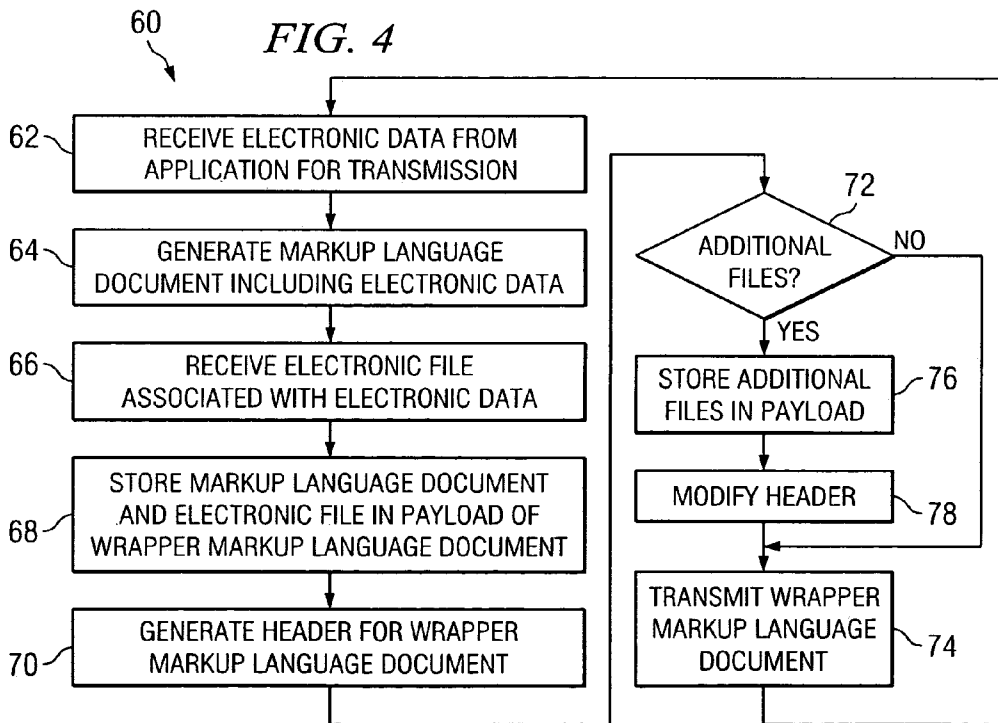 60
FIG. 4
62
RECEIVE ELECTRONIC DATA FROM
APPLICATION FOR TRANSMISSION
64
GENERATE MARKUP LANGUAGE
DOCUMENT INCLUDING ELECTRONIC DATA
66
RECEIVE ELECTRONIC FILE
ASSOCIATED WITH ELECTRONIC DATA
68
STORE MARKUP LANGUAGE DOCUMENT
AND ELECTRONIC FILE IN PAYLOAD OF
WRAPPER MARKUP LANGUAGE DOCUMENT
70
GENERATE HEADER FOR WRAPPER
MARKUP LANGUAGE DOCUMENT
72
ADDITIONAL
FILES?
NO
YES
STORE ADDITIONAL
FILES IN PAYLOAD
76
MODIFY HEADER
78
TRANSMIT WRAPPER
MARKUP LANGUAGE
DOCUMENT
74